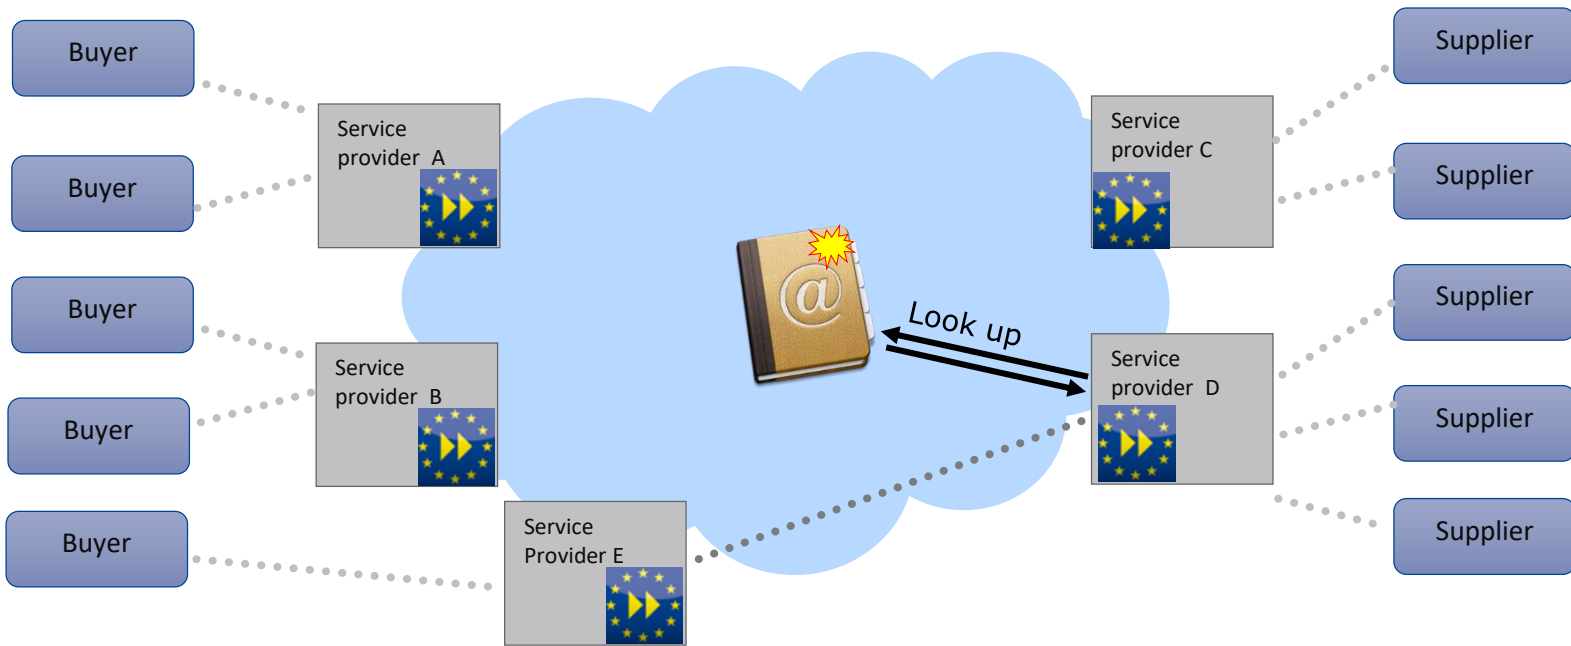 Buyer
Supplier
Service
provider A
Service
provider C
Buyer
Supplier
Buyer
Supplier
Look up
Service
provider B
Service
provider D
Buyer
Supplier
Buyer
Service
Provider E
Supplier